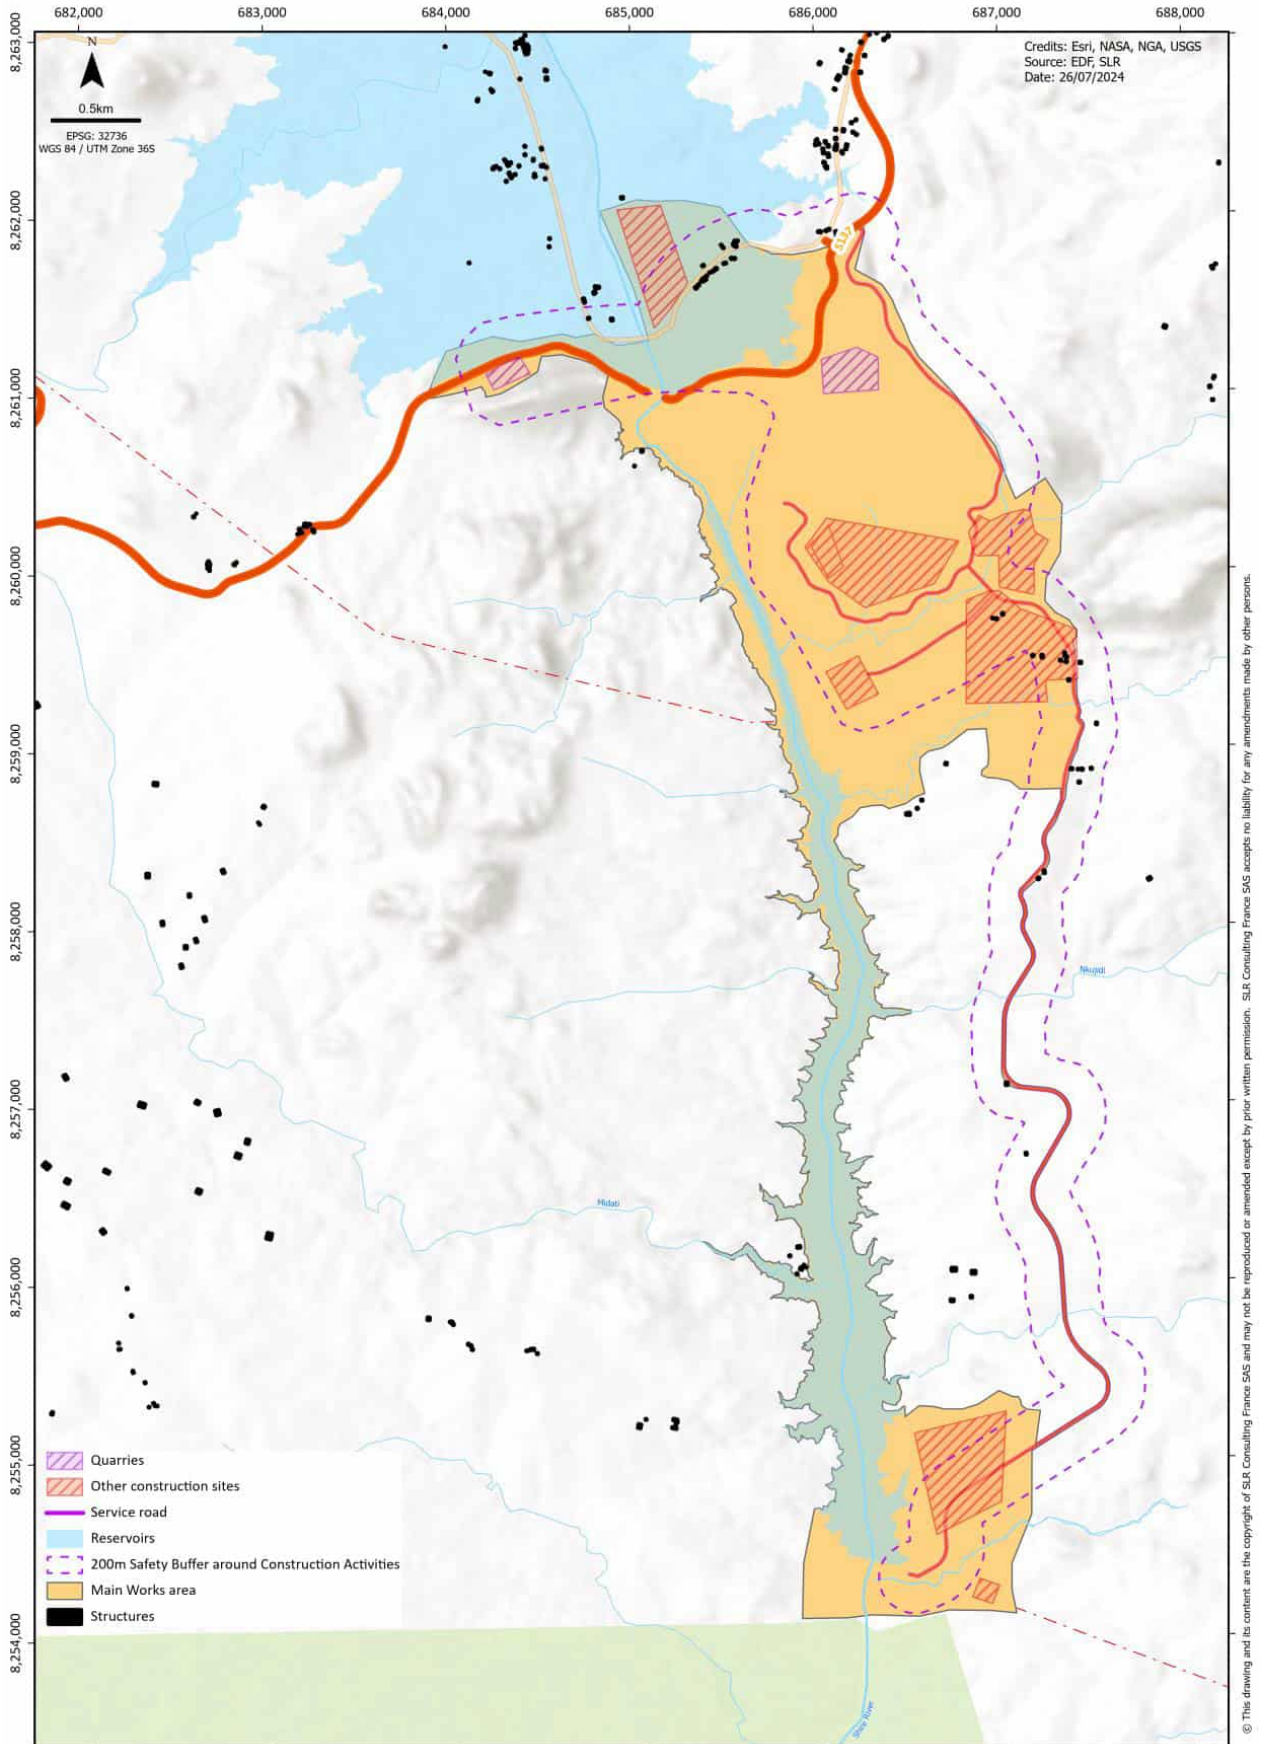 682,000
683,000
684,000
685,000
686,000
687,000
688,000
8,263,000
8,262,000
8,261,000
8,260,000
8,259,000
8,258,000
8,257,000
8,256,000
8,255,000
8,254,000
N
0.5km
EPSG: 32736
WGS 84 / UTM Zone 36S
Credits: Esri, NASA, NGA, USGS
Source: EDF, SLR
Date: 26/07/2024
S137
Nkujidi
Midati
Shire River
Quarries
Other construction sites
Service road
Reservoirs
200m Safety Buffer around Construction Activities
Main Works area
Structures
© This drawing and its content are the copyright of SLR Consulting France SAS and may not be reproduced or amended except by prior written permission. SLR Consulting France SAS accepts no liability for any amendments made by other persons.